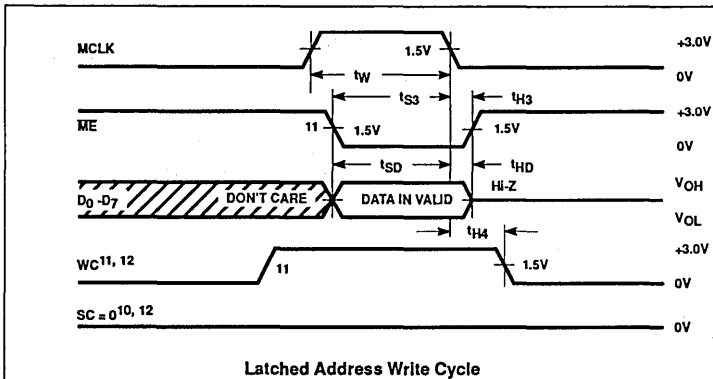 MCLK 1.5V +3.0V
tW 0V
tS3 tH3
ME 11 1.5V 1.5V +3.0V
0V
tSD tHD
D0 -D7 DON'T CARE DATA IN VALID Hi-Z VOH
VOL
tH4
WC11, 12 11 1.5V +3.0V
0V
SC = 010, 12 0V
Latched Address Write Cycle